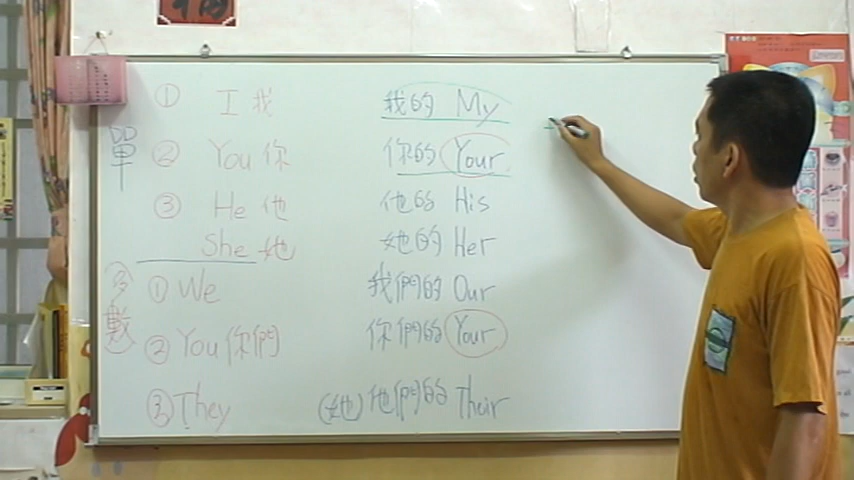 單
① I 我 我的 My
② You 你 你的 Your
③ He 他 他的 His
She 她 她的 Her
多數
① We 我們的 Our
② You 你們 你們的 Your
③ They (她)他們的 Their